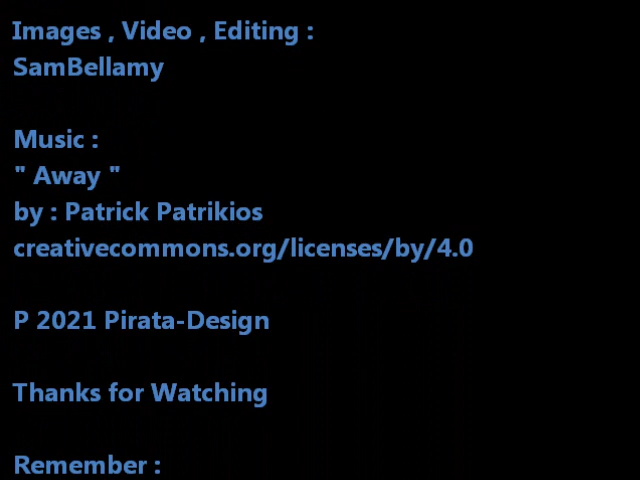 Images , Video , Editing :
SamBellamy
Music :
" Away "
by : Patrick Patrikios
creativecommons.org/licenses/by/4.0
P 2021 Pirata-Design
Thanks for Watching
Remember :